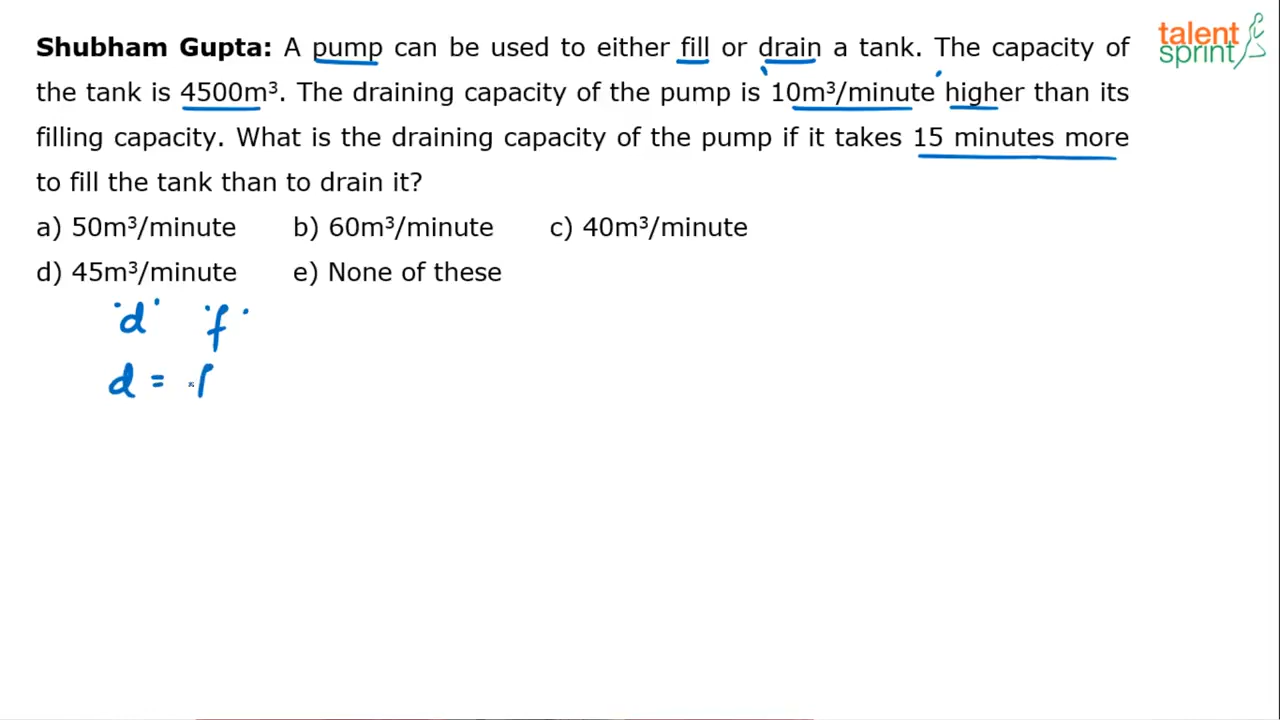 talent
sprint
Shubham Gupta: A pump can be used to either fill or drain a tank. The capacity of
the tank is 4500m³. The draining capacity of the pump is 10m³/minute higher than its
filling capacity. What is the draining capacity of the pump if it takes 15 minutes more
to fill the tank than to drain it?
a) 50m³/minute b) 60m³/minute c) 40m³/minute
d) 45m³/minute e) None of these
'd' 'f'
d = f